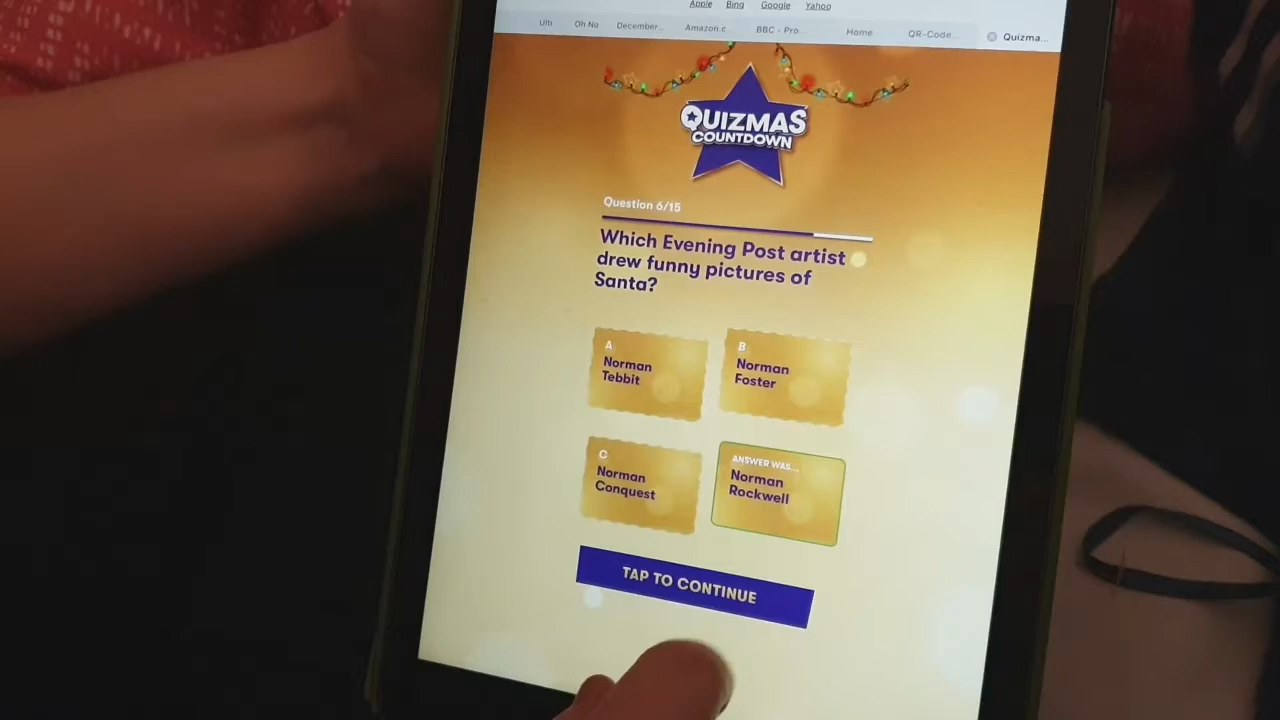 Apple Bing Google Yahoo
Ulti Oh No December... Amazon.c... BBC - Pro... Home QR-Code... Quizma...
QUIZMAS
COUNTDOWN
Question 6/15
Which Evening Post artist
drew funny pictures of
Santa?
A
Norman
Tebbit
B
Norman
Foster
C
Norman
Conquest
ANSWER WAS...
Norman
Rockwell
TAP TO CONTINUE